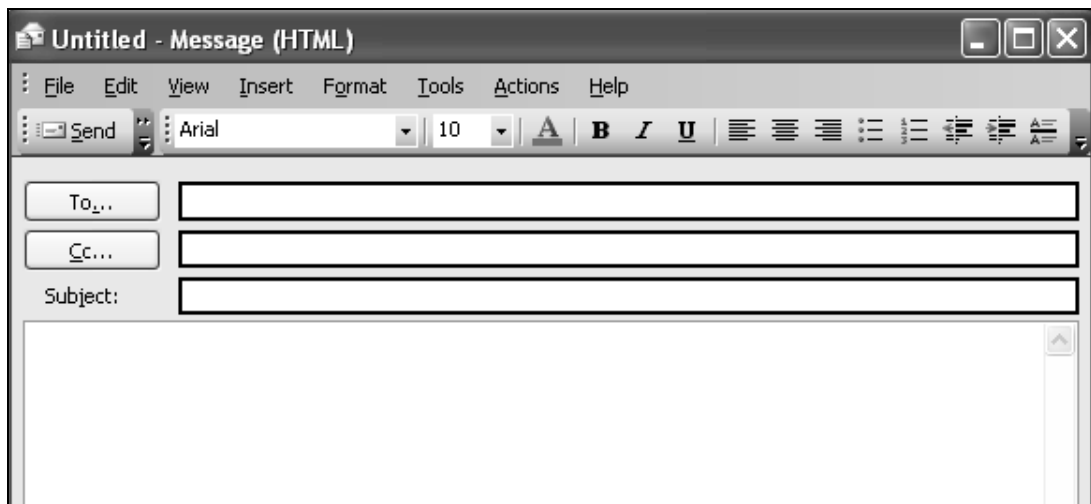 Untitled - Message (HTML)
File Edit View Insert Format Tools Actions Help
Send Arial 10 A B I U
To...
Cc...
Subject: